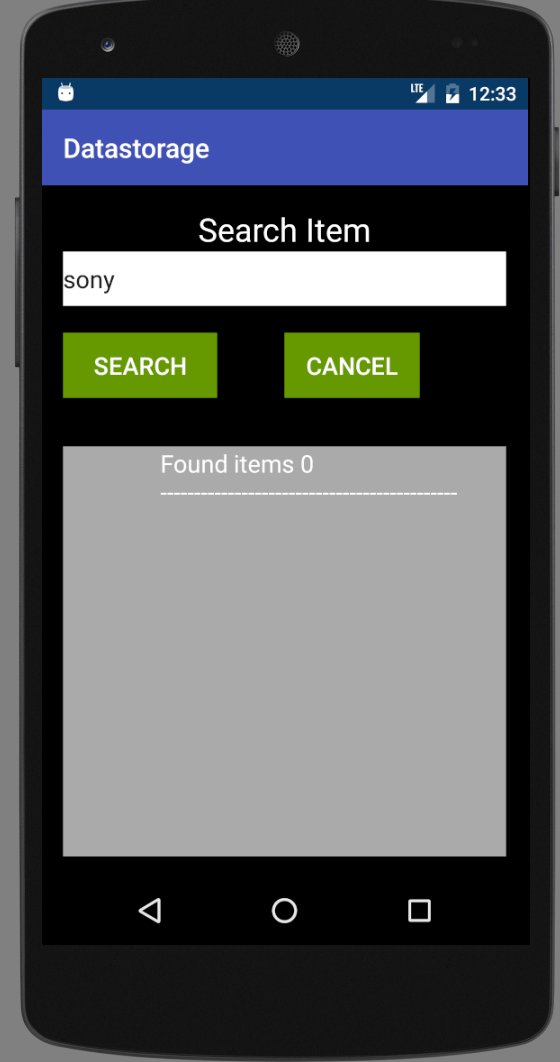 LTE 12:33
Datastorage
Search Item
sony
SEARCH CANCEL
Found items 0
--------------------------------------------